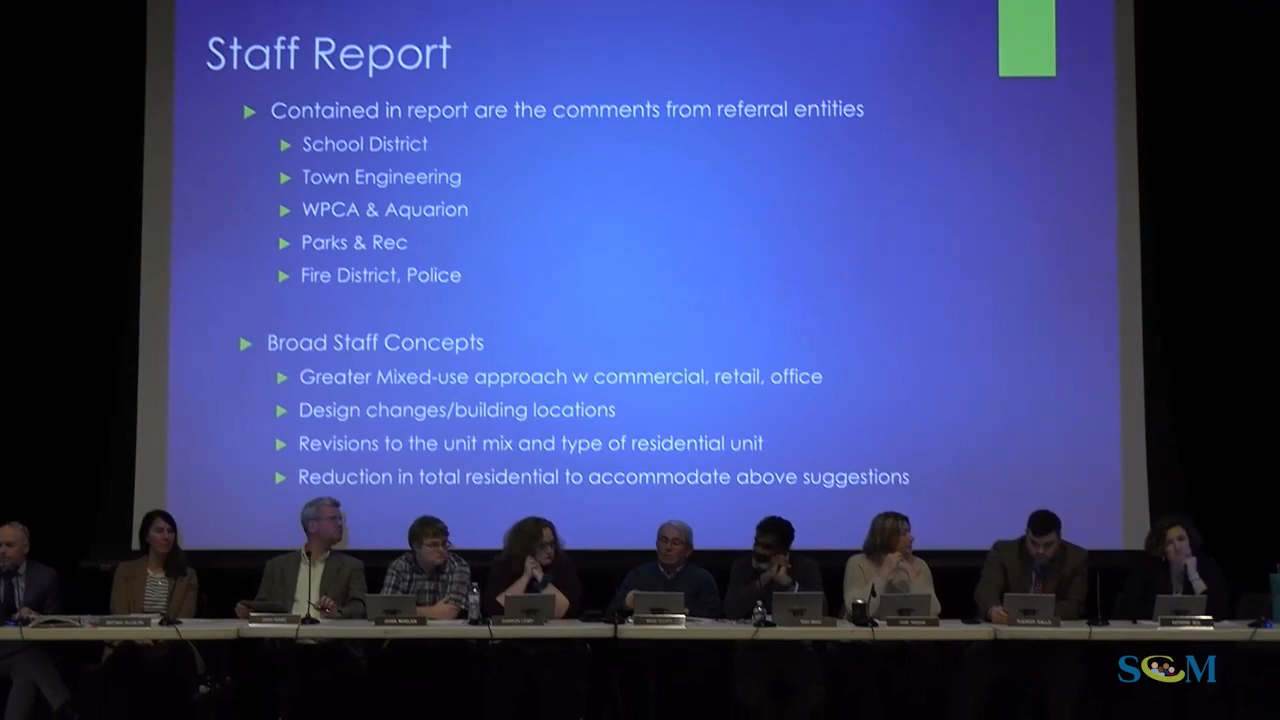 Staff Report
Contained in report are the comments from referral entities
School District
Town Engineering
WPCA & Aquarion
Parks & Rec
Fire District, Police
Broad Staff Concepts
Greater Mixed-use approach w commercial, retail, office
Design changes/building locations
Revisions to the unit mix and type of residential unit
Reduction in total residential to accommodate above suggestions
SCM